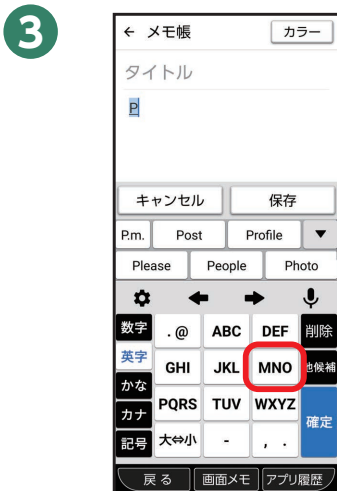 3
← メモ帳 カラー
タイトル
P
キャンセル 保存
P.m. Post Profile ▼
Please People Photo
数字 .@ ABC DEF 削除
英字 GHI JKL MNO 他候補
かな
カナ PQRS TUV WXYZ 確定
記号 大⇔小 - , .
戻る 画面メモ アプリ履歴